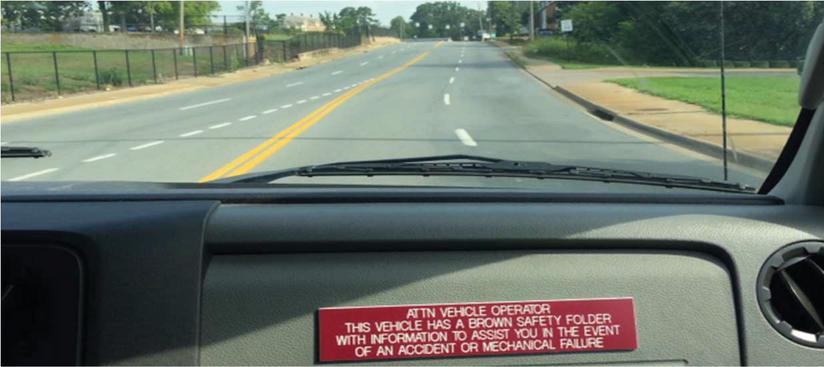 ATTN VEHICLE OPERATOR
THIS VEHICLE HAS A BROWN SAFETY FOLDER
WITH INFORMATION TO ASSIST YOU IN THE EVENT
OF AN ACCIDENT OR MECHANICAL FAILURE